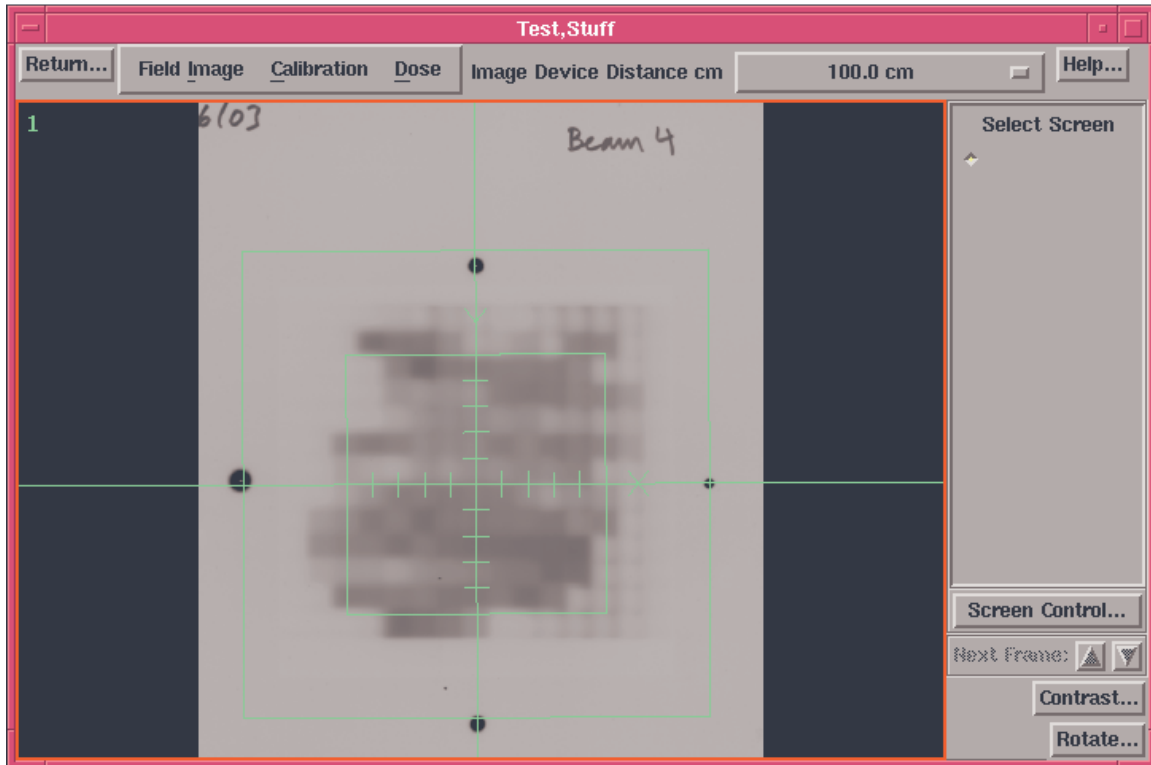 Test,Stuff
Return...
Field Image Calibration Dose
Image Device Distance cm
100.0 cm
Help...
1
6/03
Beam 4
Select Screen
Screen Control...
Next Frame:
Contrast...
Rotate...